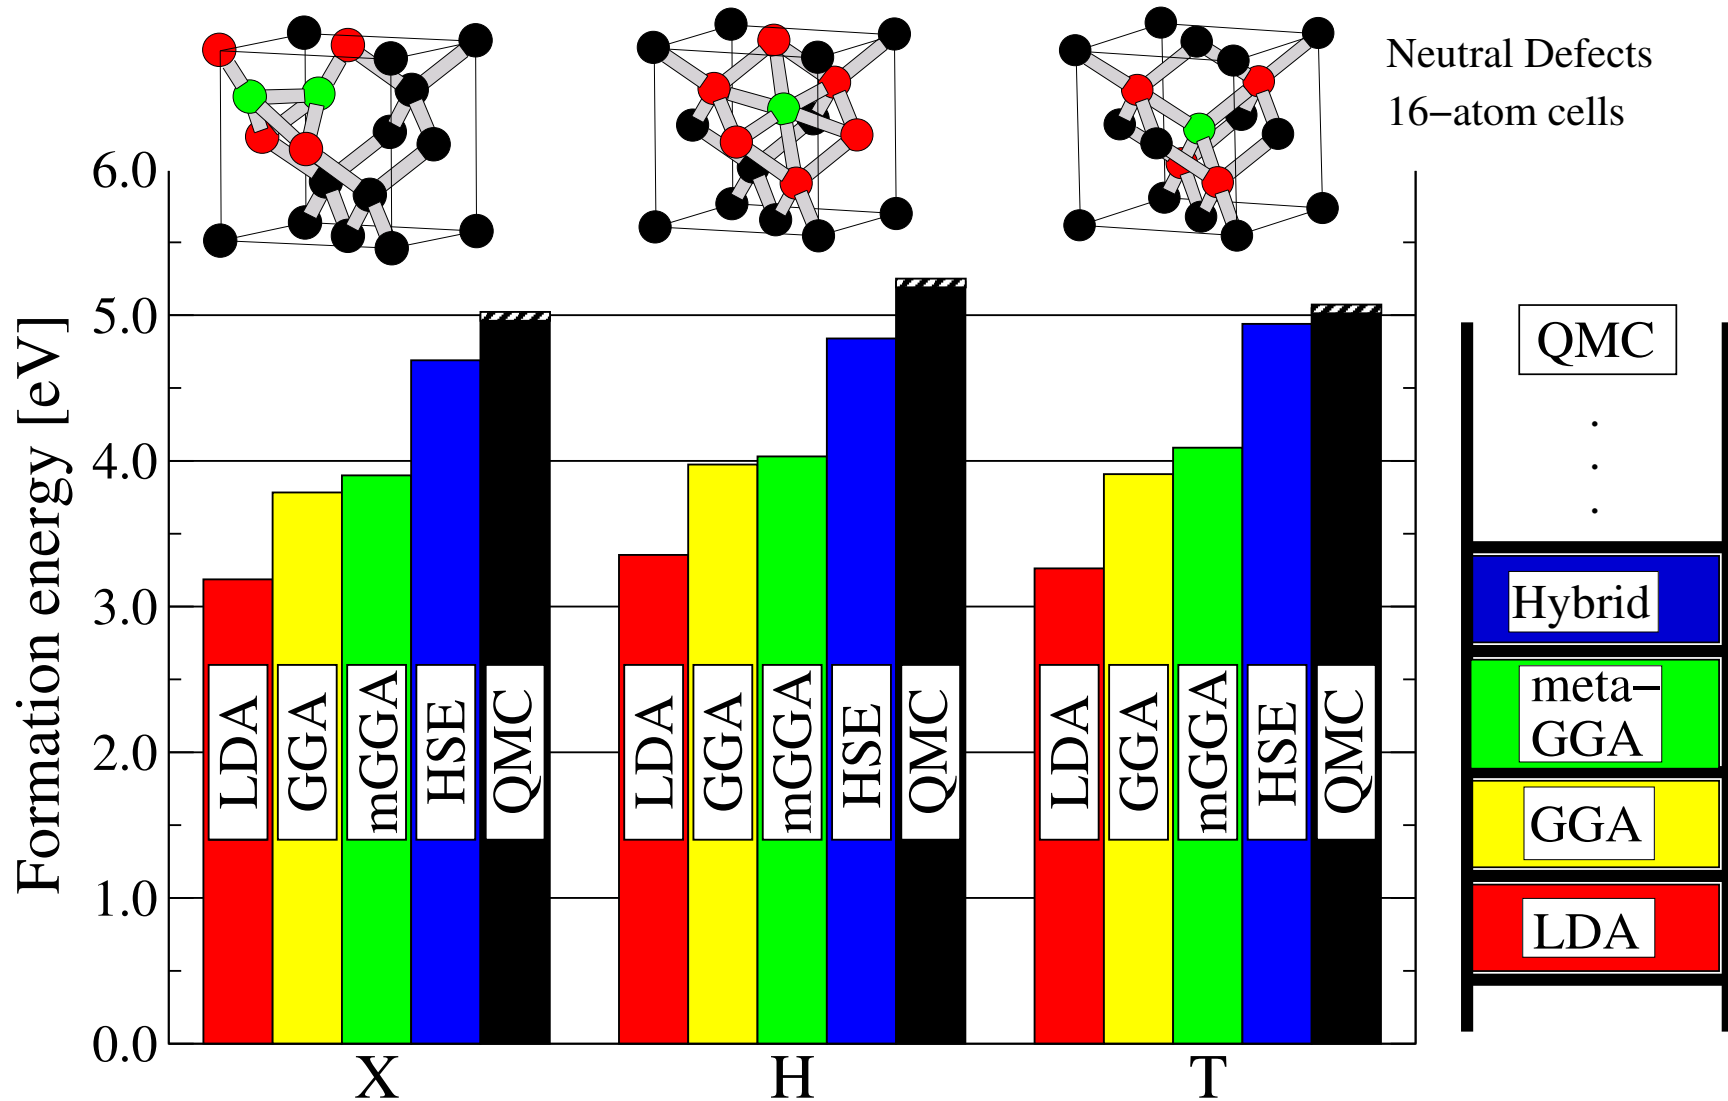 Neutral Defects
16−atom cells
Formation energy [eV]
6.0
5.0
4.0
3.0
2.0
1.0
0.0
LDA
GGA
mGGA
HSE
QMC
LDA
GGA
mGGA
HSE
QMC
LDA
GGA
mGGA
HSE
QMC
X
H
T
QMC
.
.
.
Hybrid
meta−
GGA
GGA
LDA